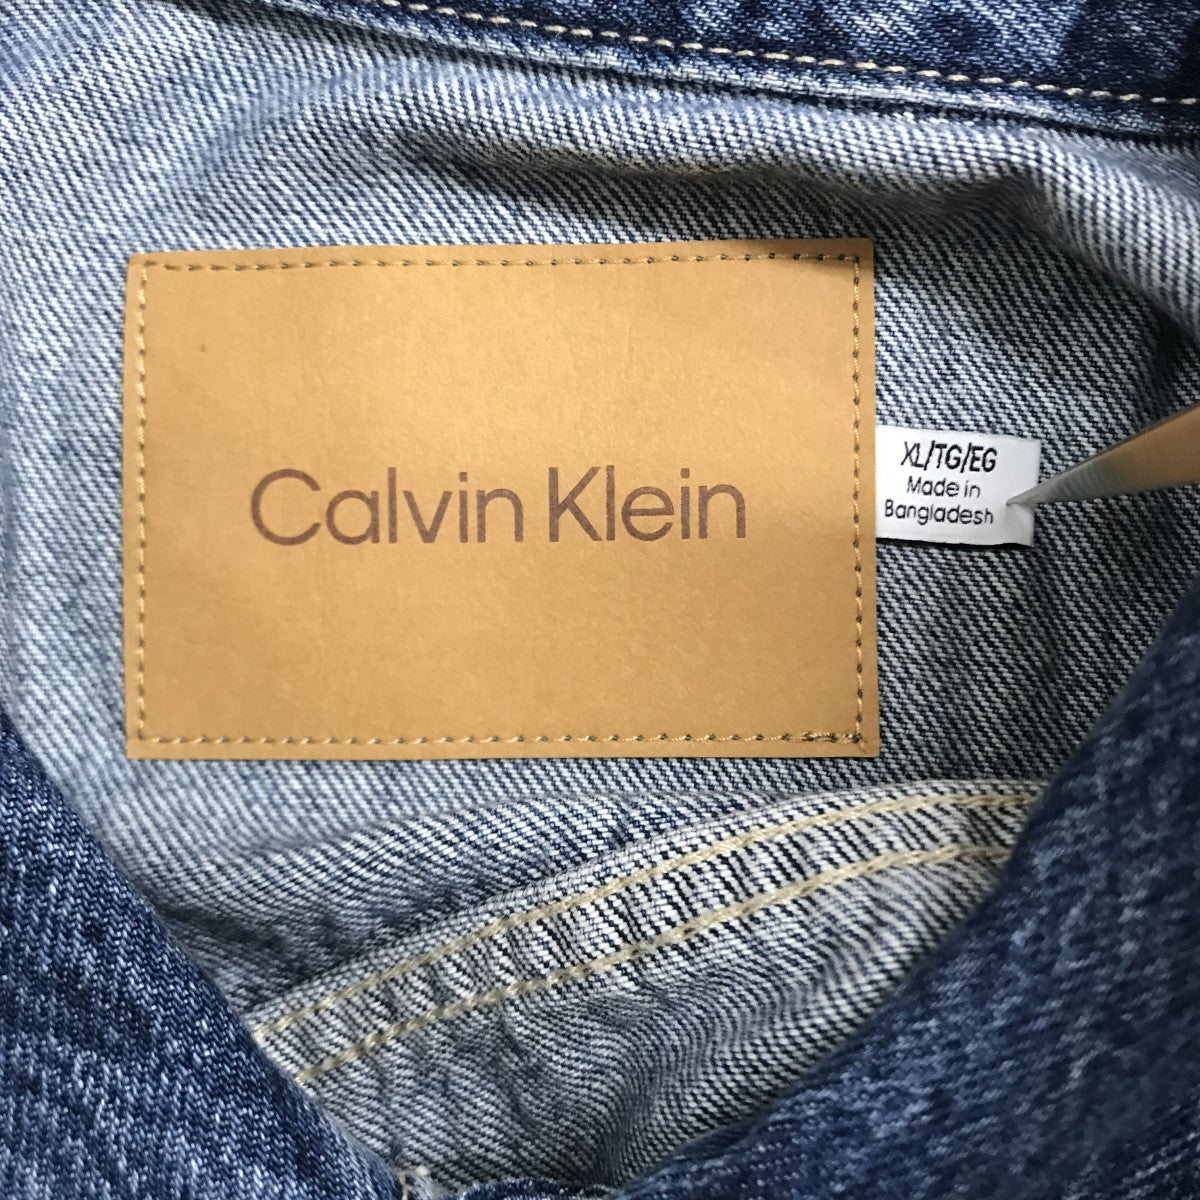 Calvin Klein
XL/TG/EG
Made in
Bangladesh